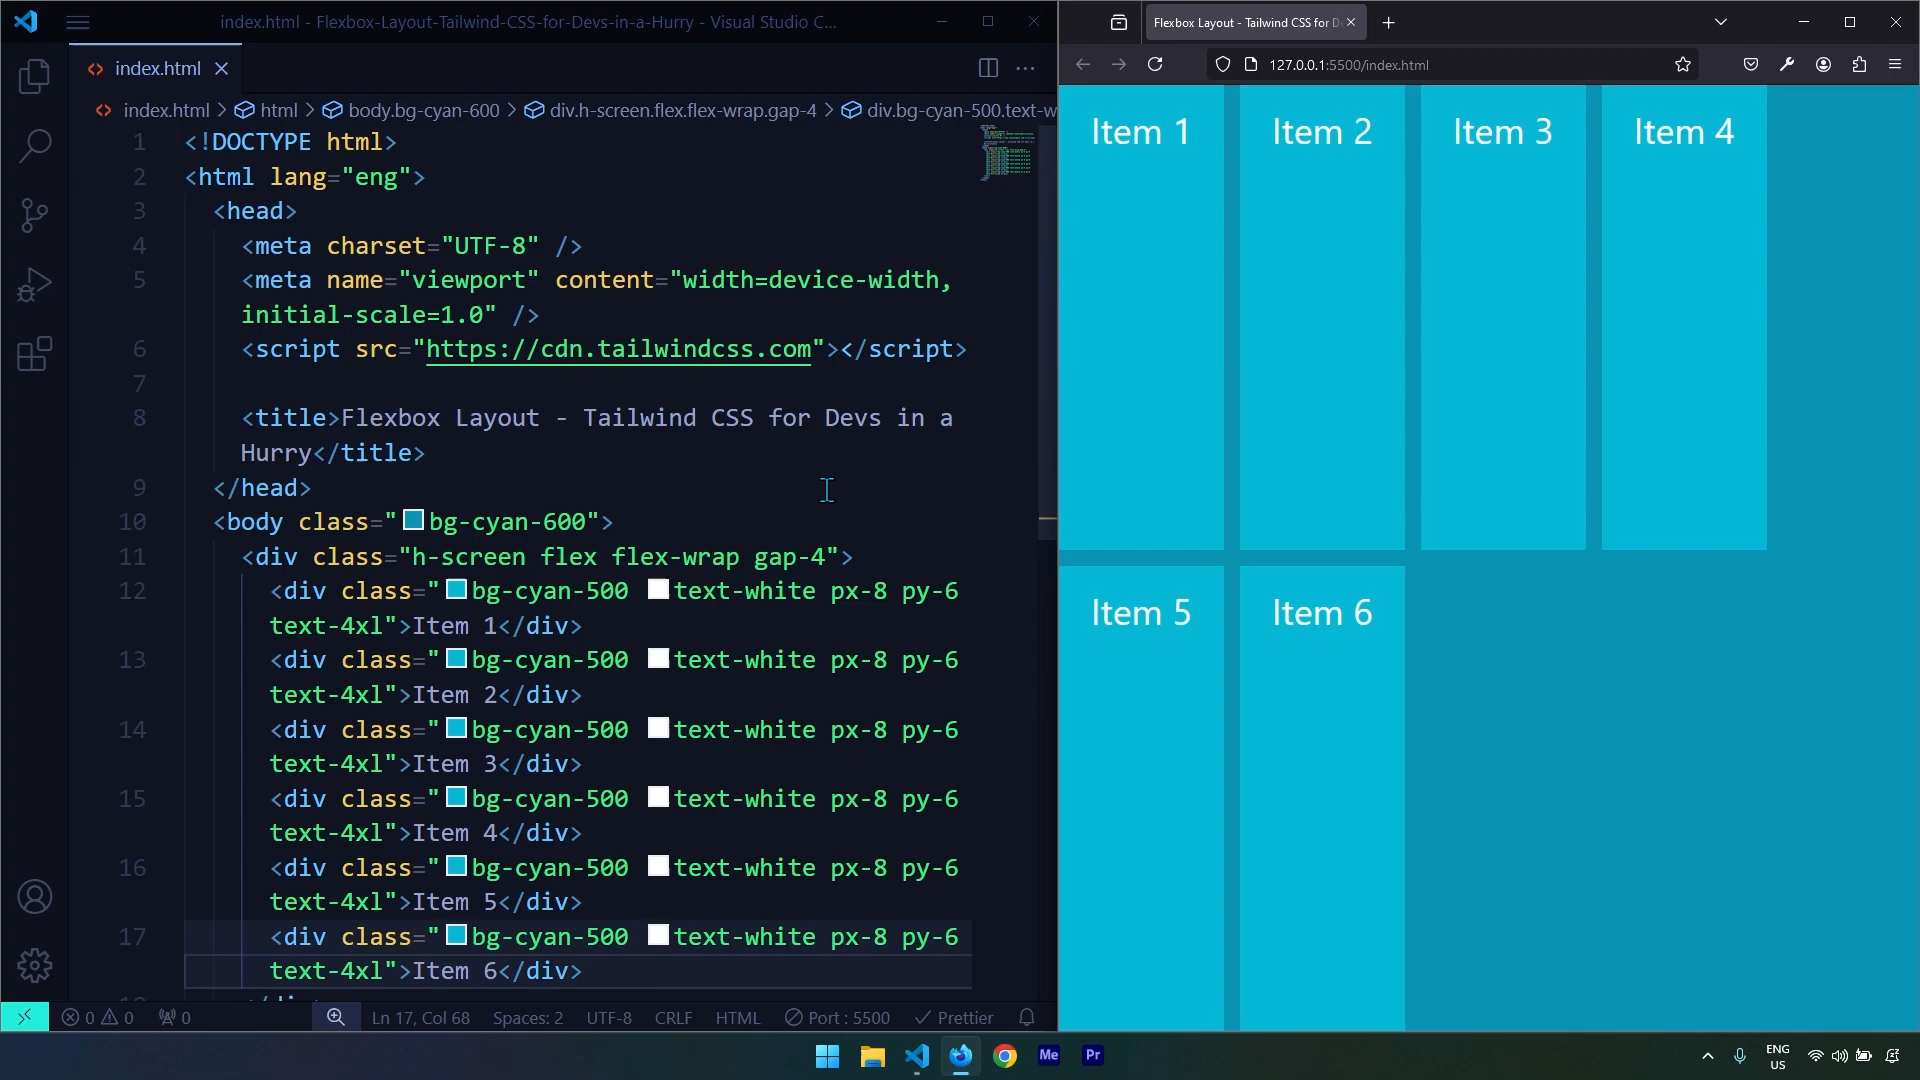 index.html - Flexbox-Layout-Tailwind-CSS-for-Devs-in-a-Hurry - Visual Studio C...
index.html
index.html > html > body.bg-cyan-600 > div.h-screen.flex.flex-wrap.gap-4 > div.bg-cyan-500.text-w
1 <!DOCTYPE html>
2 <html lang="eng">
3 <head>
4 <meta charset="UTF-8" />
5 <meta name="viewport" content="width=device-width,
initial-scale=1.0" />
6 <script src="https://cdn.tailwindcss.com"></script>
7
8 <title>Flexbox Layout - Tailwind CSS for Devs in a
Hurry</title>
9 </head>
10 <body class="bg-cyan-600">
11 <div class="h-screen flex flex-wrap gap-4">
12 <div class="bg-cyan-500 text-white px-8 py-6
text-4xl">Item 1</div>
13 <div class="bg-cyan-500 text-white px-8 py-6
text-4xl">Item 2</div>
14 <div class="bg-cyan-500 text-white px-8 py-6
text-4xl">Item 3</div>
15 <div class="bg-cyan-500 text-white px-8 py-6
text-4xl">Item 4</div>
16 <div class="bg-cyan-500 text-white px-8 py-6
text-4xl">Item 5</div>
17 <div class="bg-cyan-500 text-white px-8 py-6
text-4xl">Item 6</div>
0 0 0 Ln 17, Col 68 Spaces: 2 UTF-8 CRLF HTML Port : 5500 Prettier
Flexbox Layout - Tailwind CSS for D
127.0.0.1:5500/index.html
Item 1 Item 2 Item 3 Item 4
Item 5 Item 6
Me Pr
ENG
US